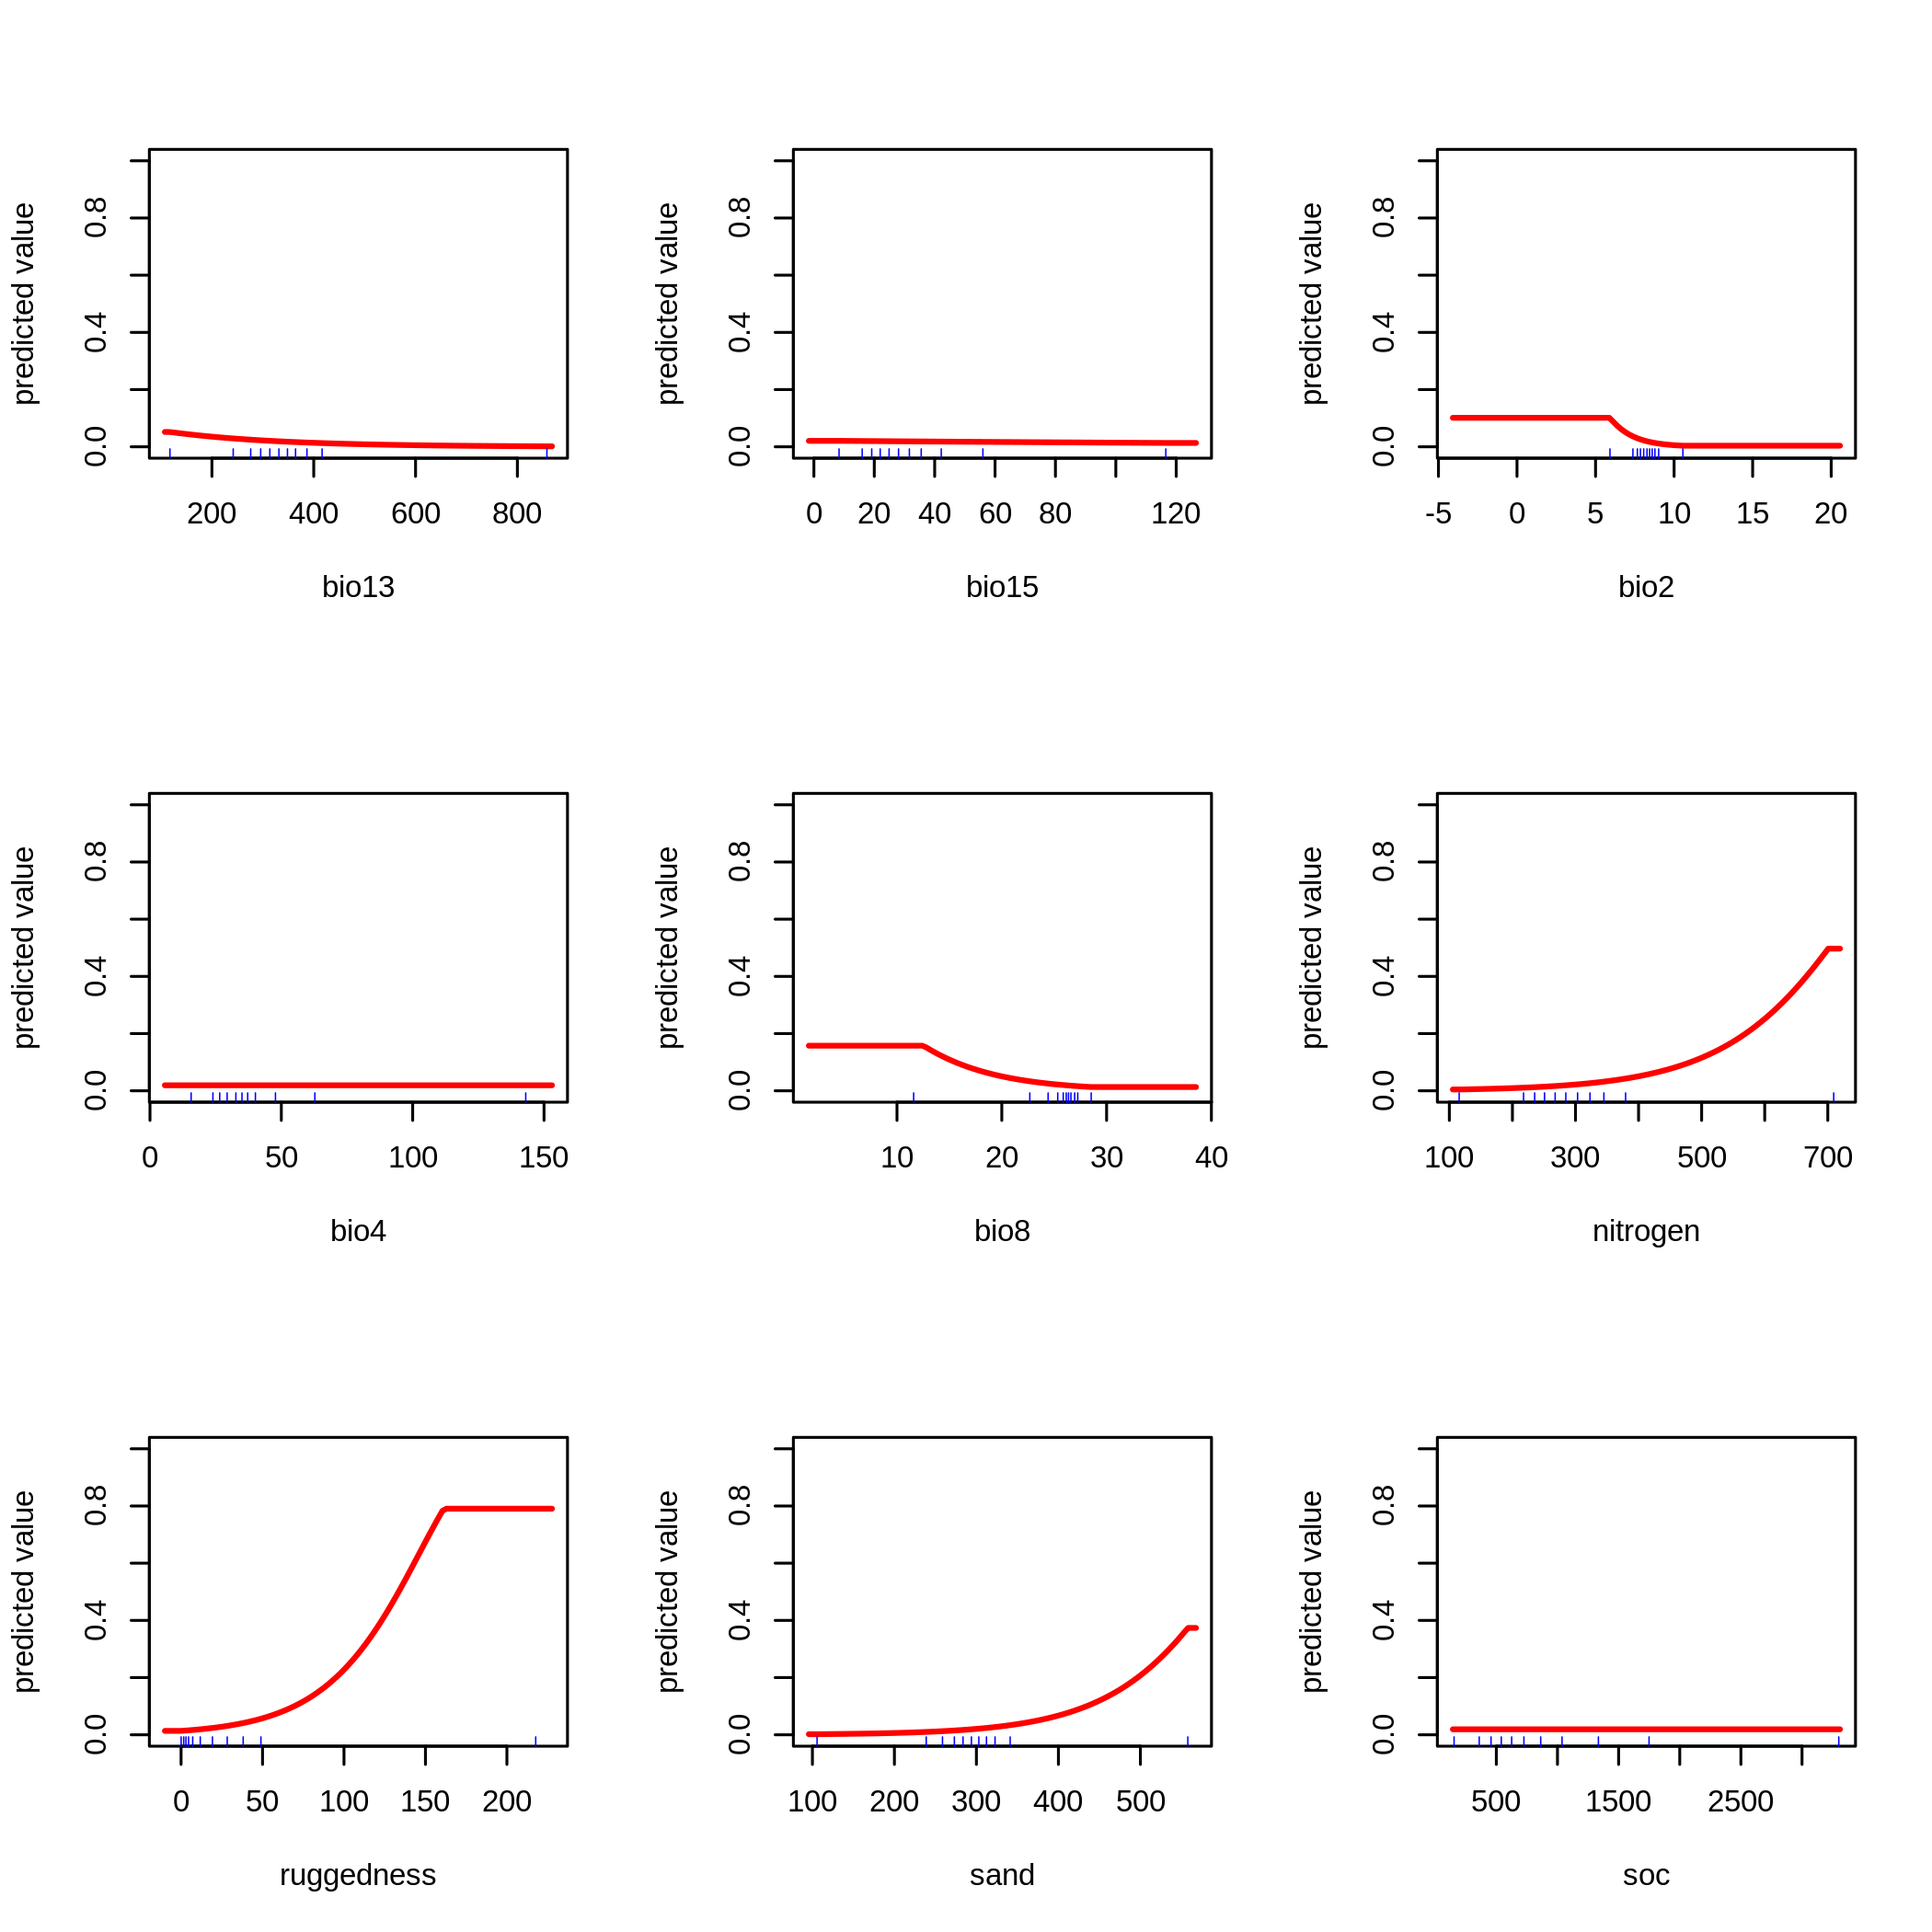 predicted value
0.0 0.4 0.8
200 400 600 800
bio13
predicted value
0.0 0.4 0.8
0 20 40 60 80 120
bio15
predicted value
0.0 0.4 0.8
-5 0 5 10 15 20
bio2
predicted value
0.0 0.4 0.8
0 50 100 150
bio4
predicted value
0.0 0.4 0.8
10 20 30 40
bio8
predicted value
0.0 0.4 0.8
100 300 500 700
nitrogen
predicted value
0.0 0.4 0.8
0 50 100 150 200
ruggedness
predicted value
0.0 0.4 0.8
100 200 300 400 500
sand
predicted value
0.0 0.4 0.8
500 1500 2500
soc